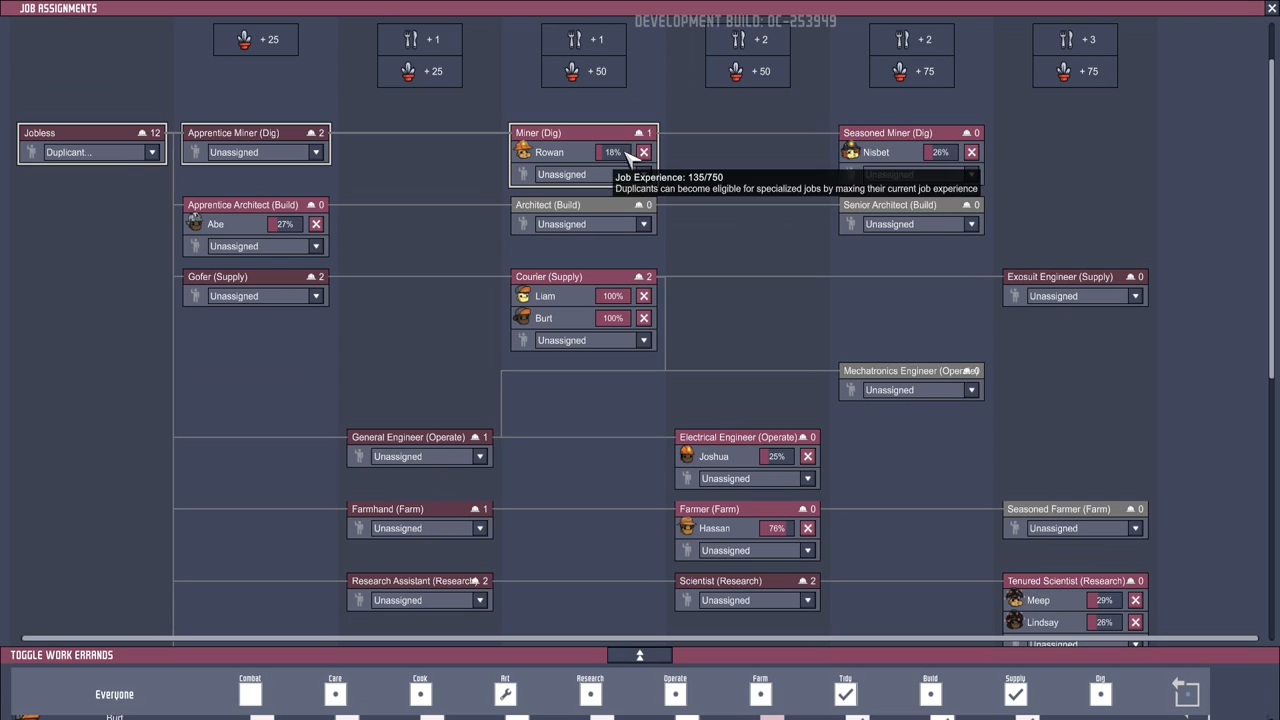 JOB ASSIGNMENTS
DEVELOPMENT BUILD: OC-253949
+ 25
+ 1
+ 1
+ 2
+ 2
+ 3
+ 25
+ 50
+ 50
+ 75
+ 75
Jobless 12
Duplicant...
Apprentice Miner (Dig) 2
Unassigned
Miner (Dig) 1
Rowan 18%
Unassigned
Seasoned Miner (Dig) 0
Nisbet 26%
Job Experience: 135/750
Duplicants can become eligible for specialized jobs by maxing their current job experience
Apprentice Architect (Build) 0
Abe 27%
Unassigned
Architect (Build) 0
Unassigned
Senior Architect (Build) 0
Unassigned
Gofer (Supply) 2
Unassigned
Courier (Supply) 2
Liam 100%
Burt 100%
Unassigned
Exosuit Engineer (Supply) 0
Unassigned
Mechatronics Engineer (Operate) 0
Unassigned
General Engineer (Operate) 1
Unassigned
Electrical Engineer (Operate) 0
Joshua 25%
Unassigned
Farmhand (Farm) 1
Unassigned
Farmer (Farm) 0
Hassan 76%
Unassigned
Seasoned Farmer (Farm) 0
Unassigned
Research Assistant (Research) 2
Unassigned
Scientist (Research) 2
Unassigned
Tenured Scientist (Research) 0
Meep 29%
Lindsay 26%
Unassigned
TOGGLE WORK ERRANDS
Combat Care Cook Art Research Operate Farm Tidy Build Supply Dig
Everyone
Burt